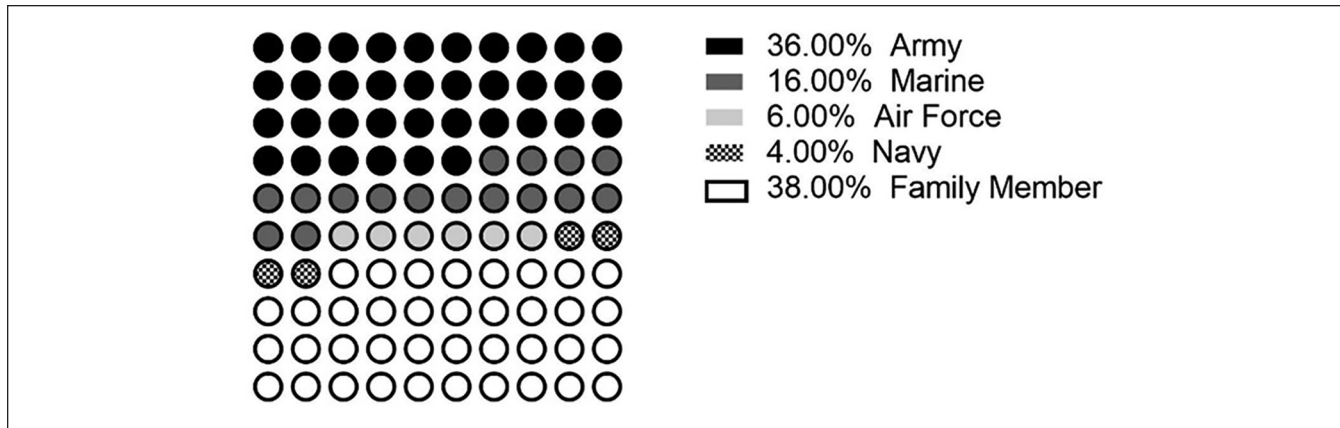 36.00% Army
16.00% Marine
6.00% Air Force
4.00% Navy
38.00% Family Member